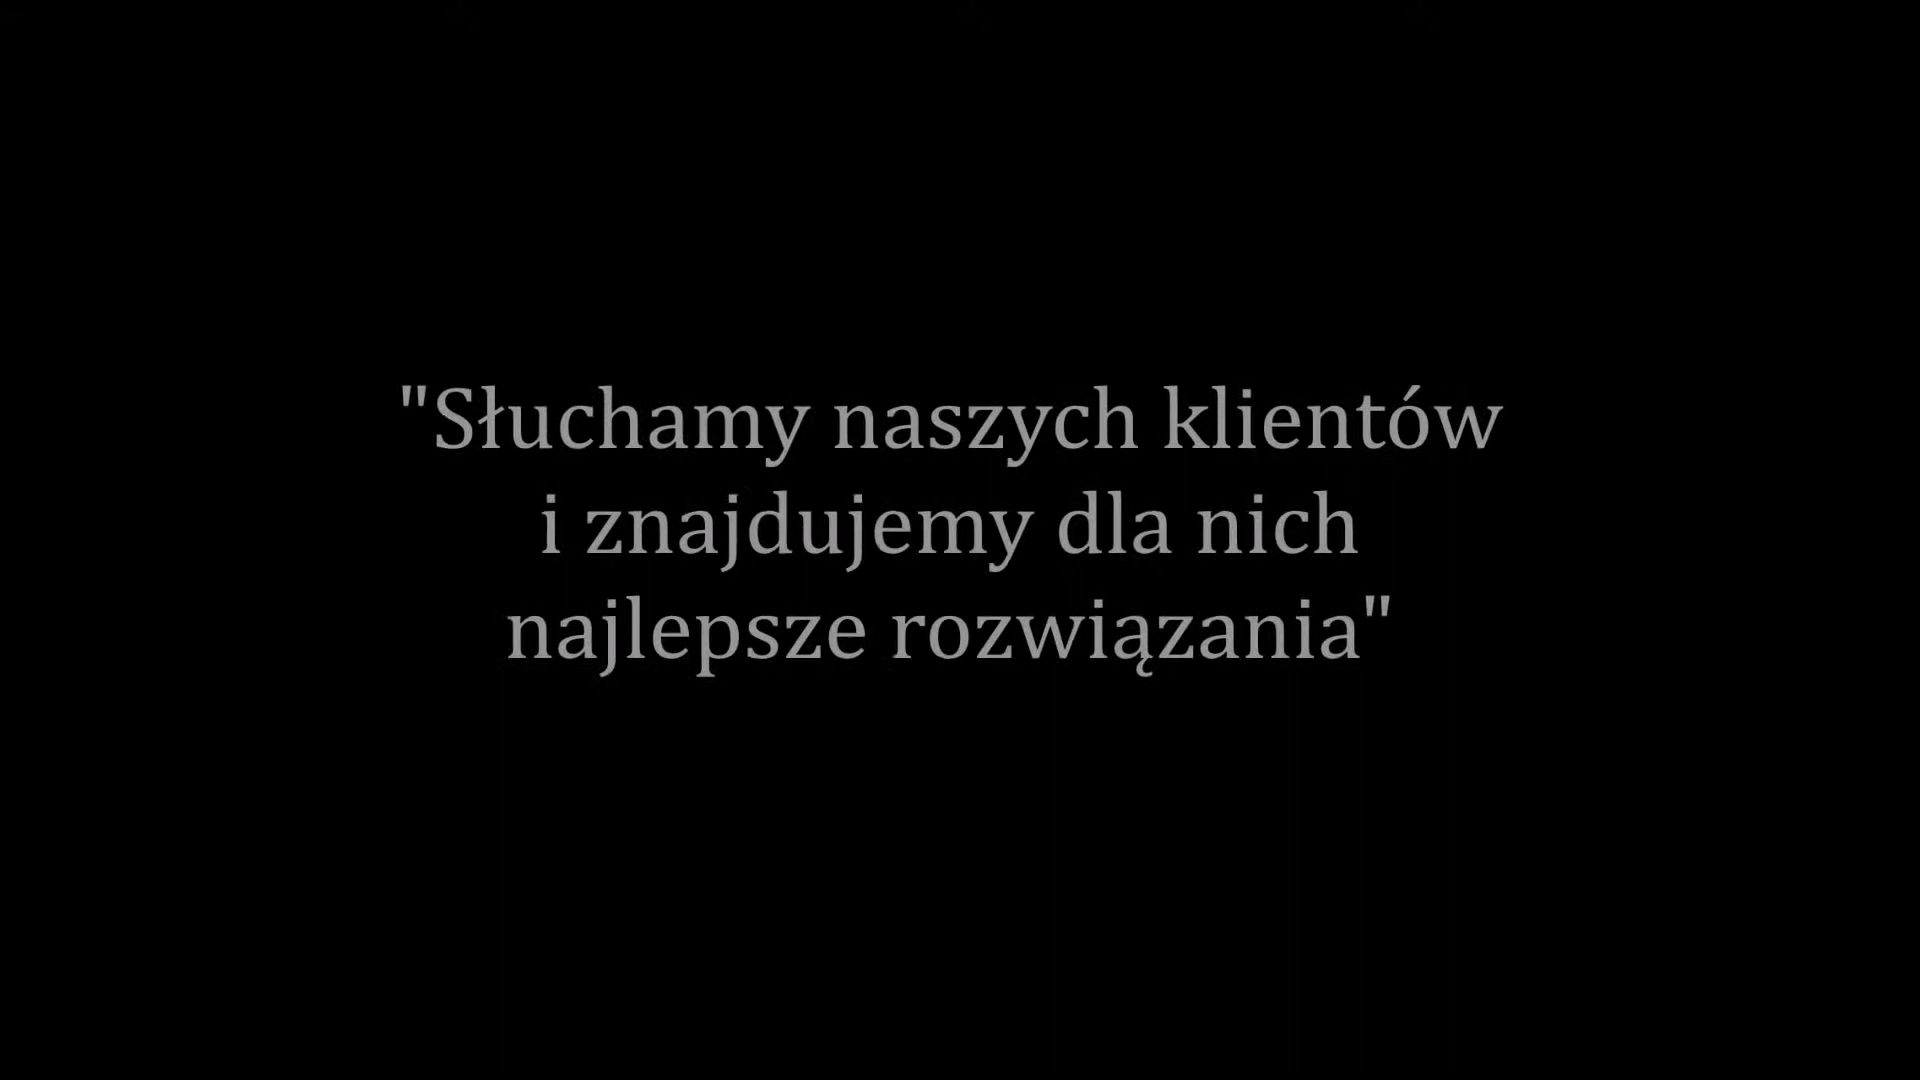 "Słuchamy naszych klientów
i znajdujemy dla nich
najlepsze rozwiązania"